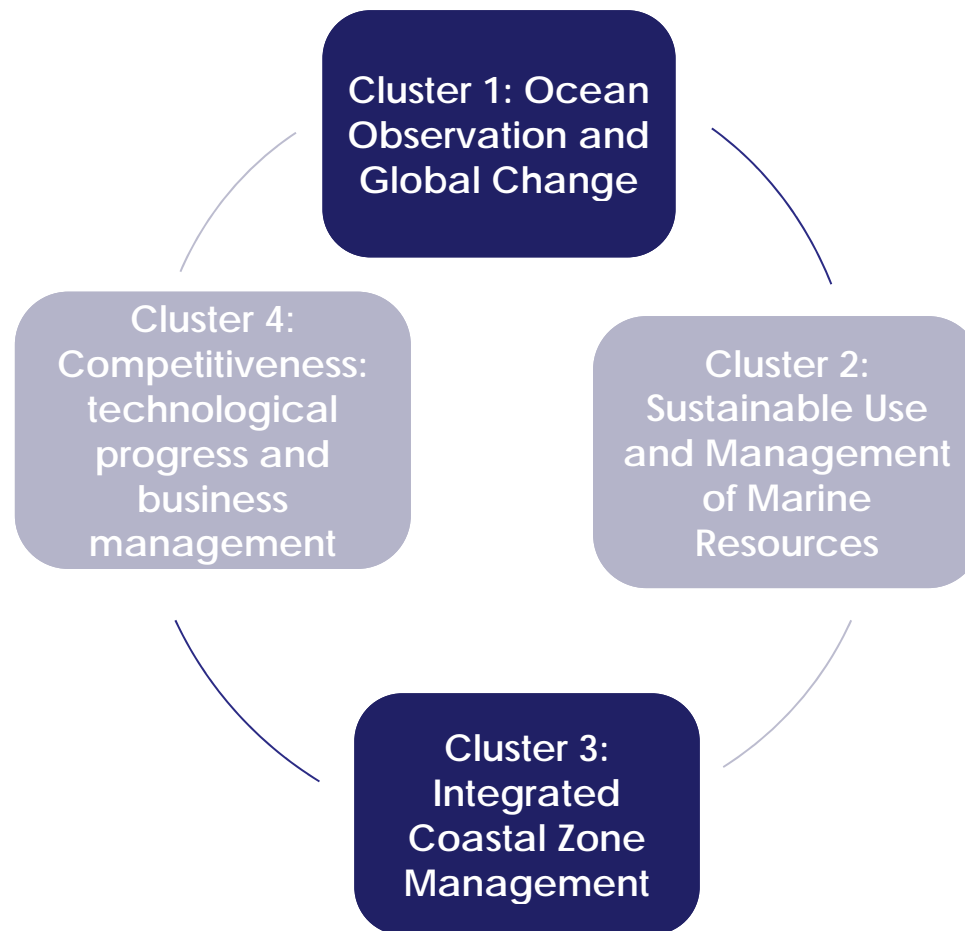 Cluster 1: Ocean
Observation and
Global Change
Cluster 2:
Sustainable Use
and Management
of Marine
Resources
Cluster 3:
Integrated
Coastal Zone
Management
Cluster 4:
Competitiveness:
technological
progress and
business
management